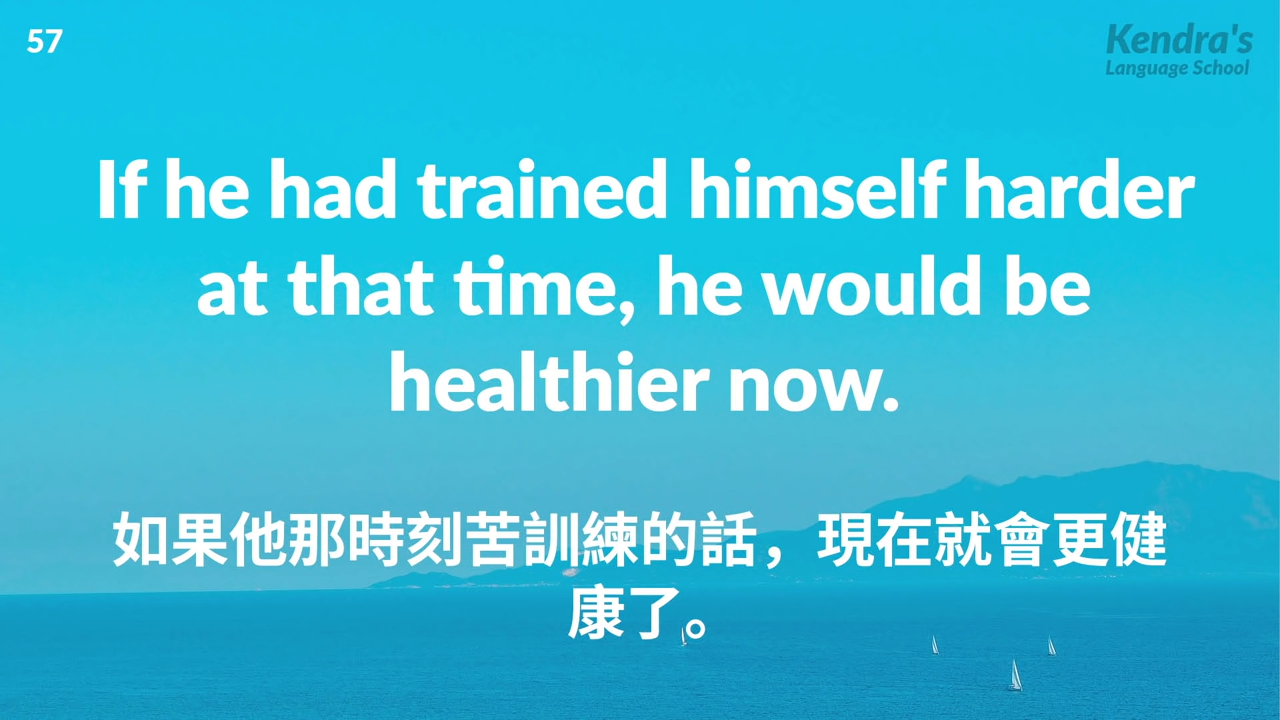 57
Kendra's
Language School
If he had trained himself harder
at that time, he would be
healthier now.
如果他那時刻苦訓練的話，現在就會更健
康了。